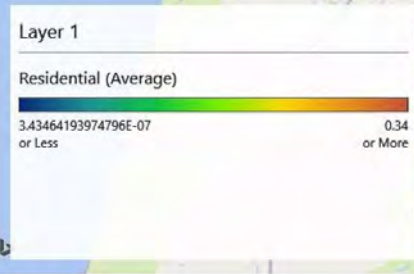 Layer 1
Residential (Average)
3.43464193974796E-07 0.34
or Less or More